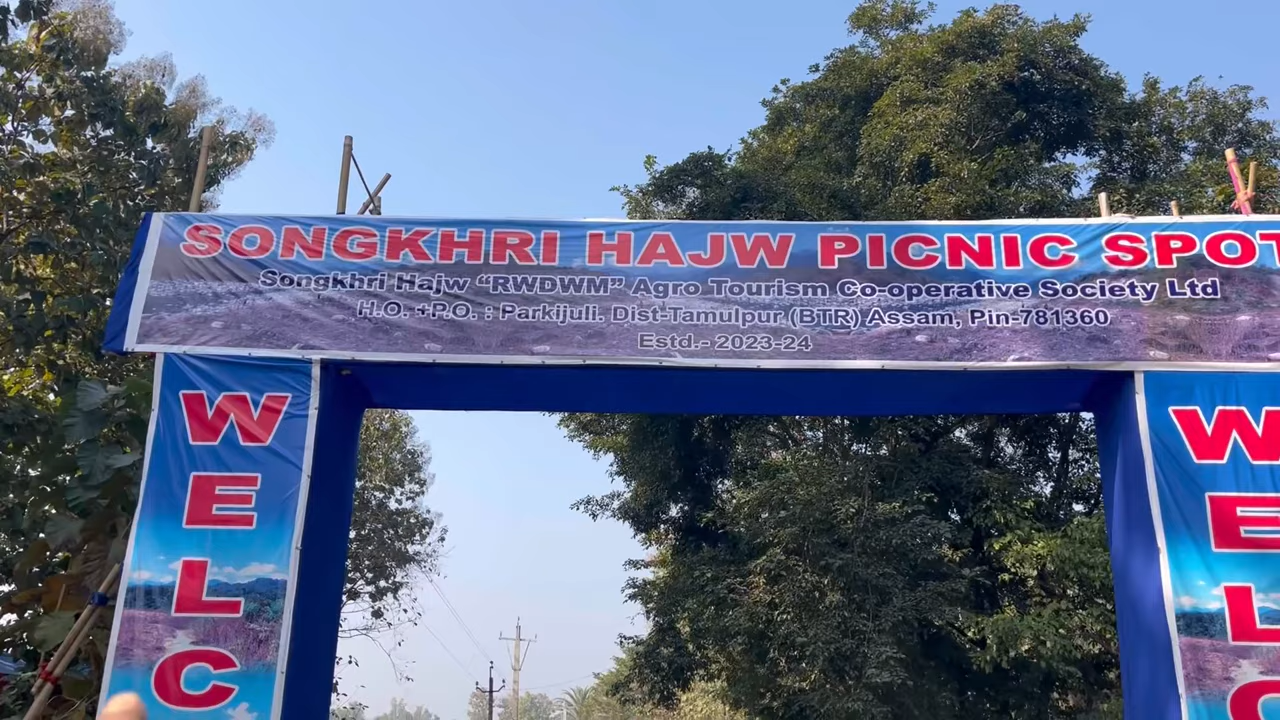 SONGKHRI HAJW PICNIC SPOT
Songkhri Hajw “RWDWM” Agro Tourism Co-operative Society Ltd
H.O. +P.O. : Parkijuli. Dist-Tamulpur (BTR) Assam, Pin-781360
Estd.- 2023-24
W
E
L
C
W
E
L
C